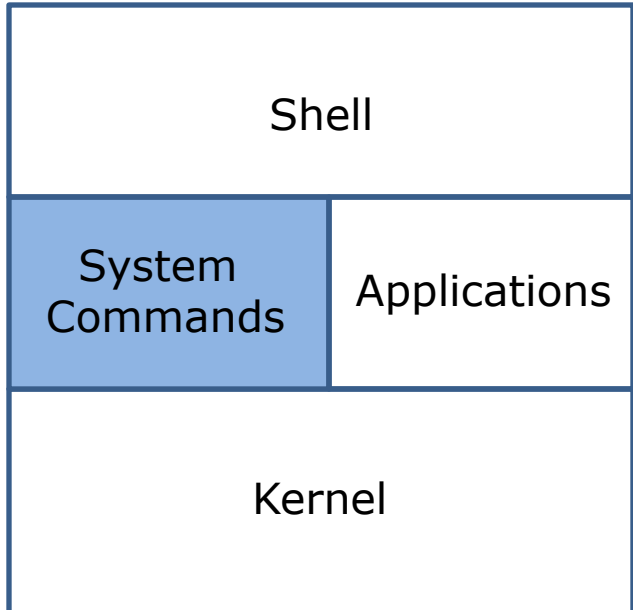 Shell
System
Commands
Applications
Kernel